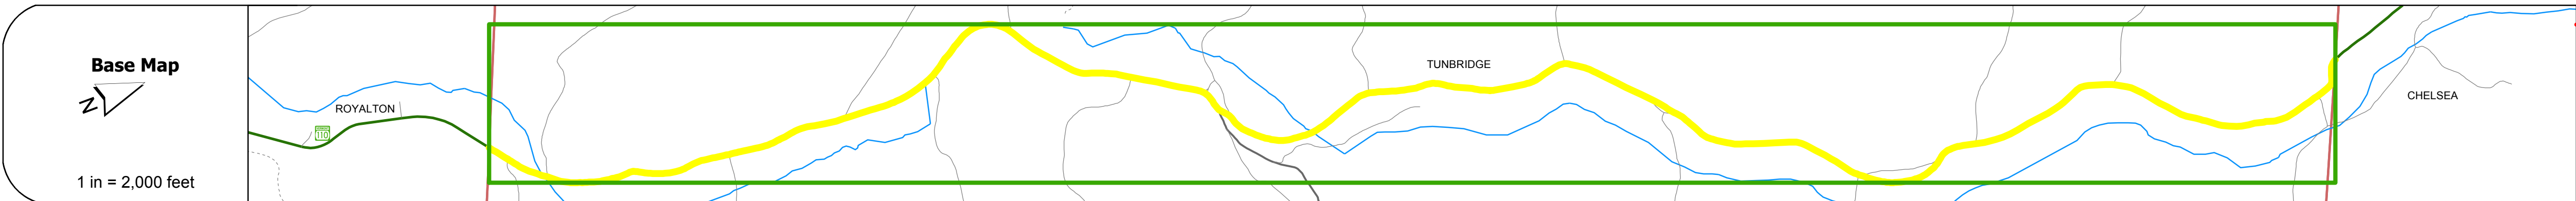 Base Map
N
1 in = 2,000 feet
ROYALTON
110
TUNBRIDGE
CHELSEA